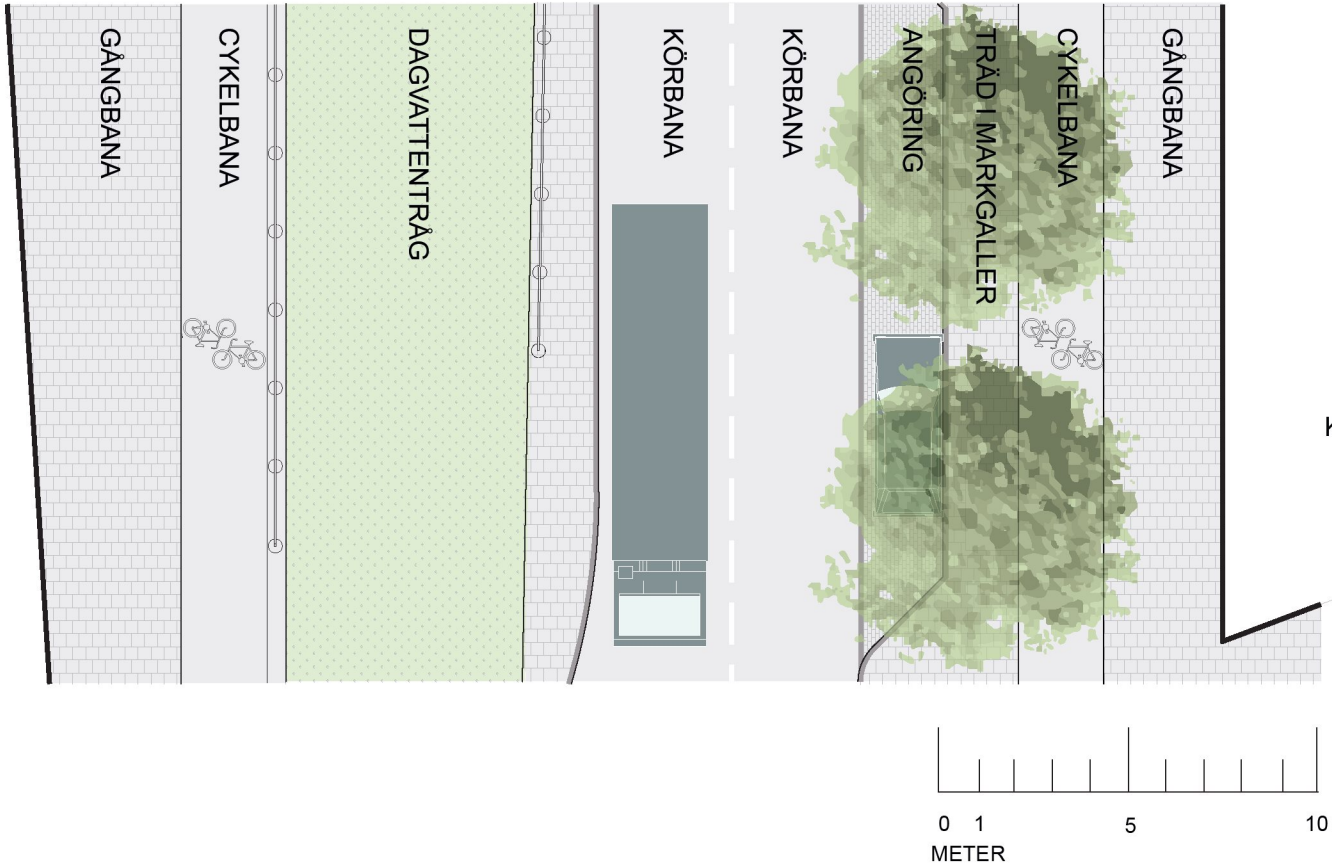 GÅNGBANA
CYKELBANA
DAGVATTENTRÅG
KÖRBANA
KÖRBANA
ANGÖRING
TRÄD I MARKGALLER
CYKELBANA
GÅNGBANA
K
0 1 5 10
METER